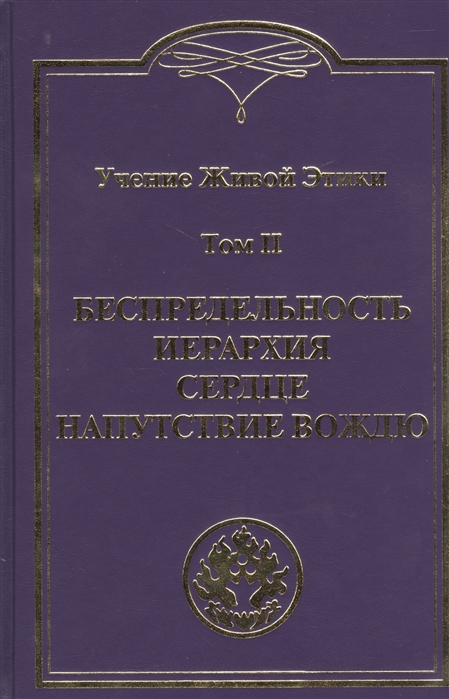 Учение Живой Этики
Том II
БЕСПРЕДЕЛЬНОСТЬ
ИЕРАРХИЯ
СЕРДЦЕ
НАПУТСТВИЕ ВОЖДЮ